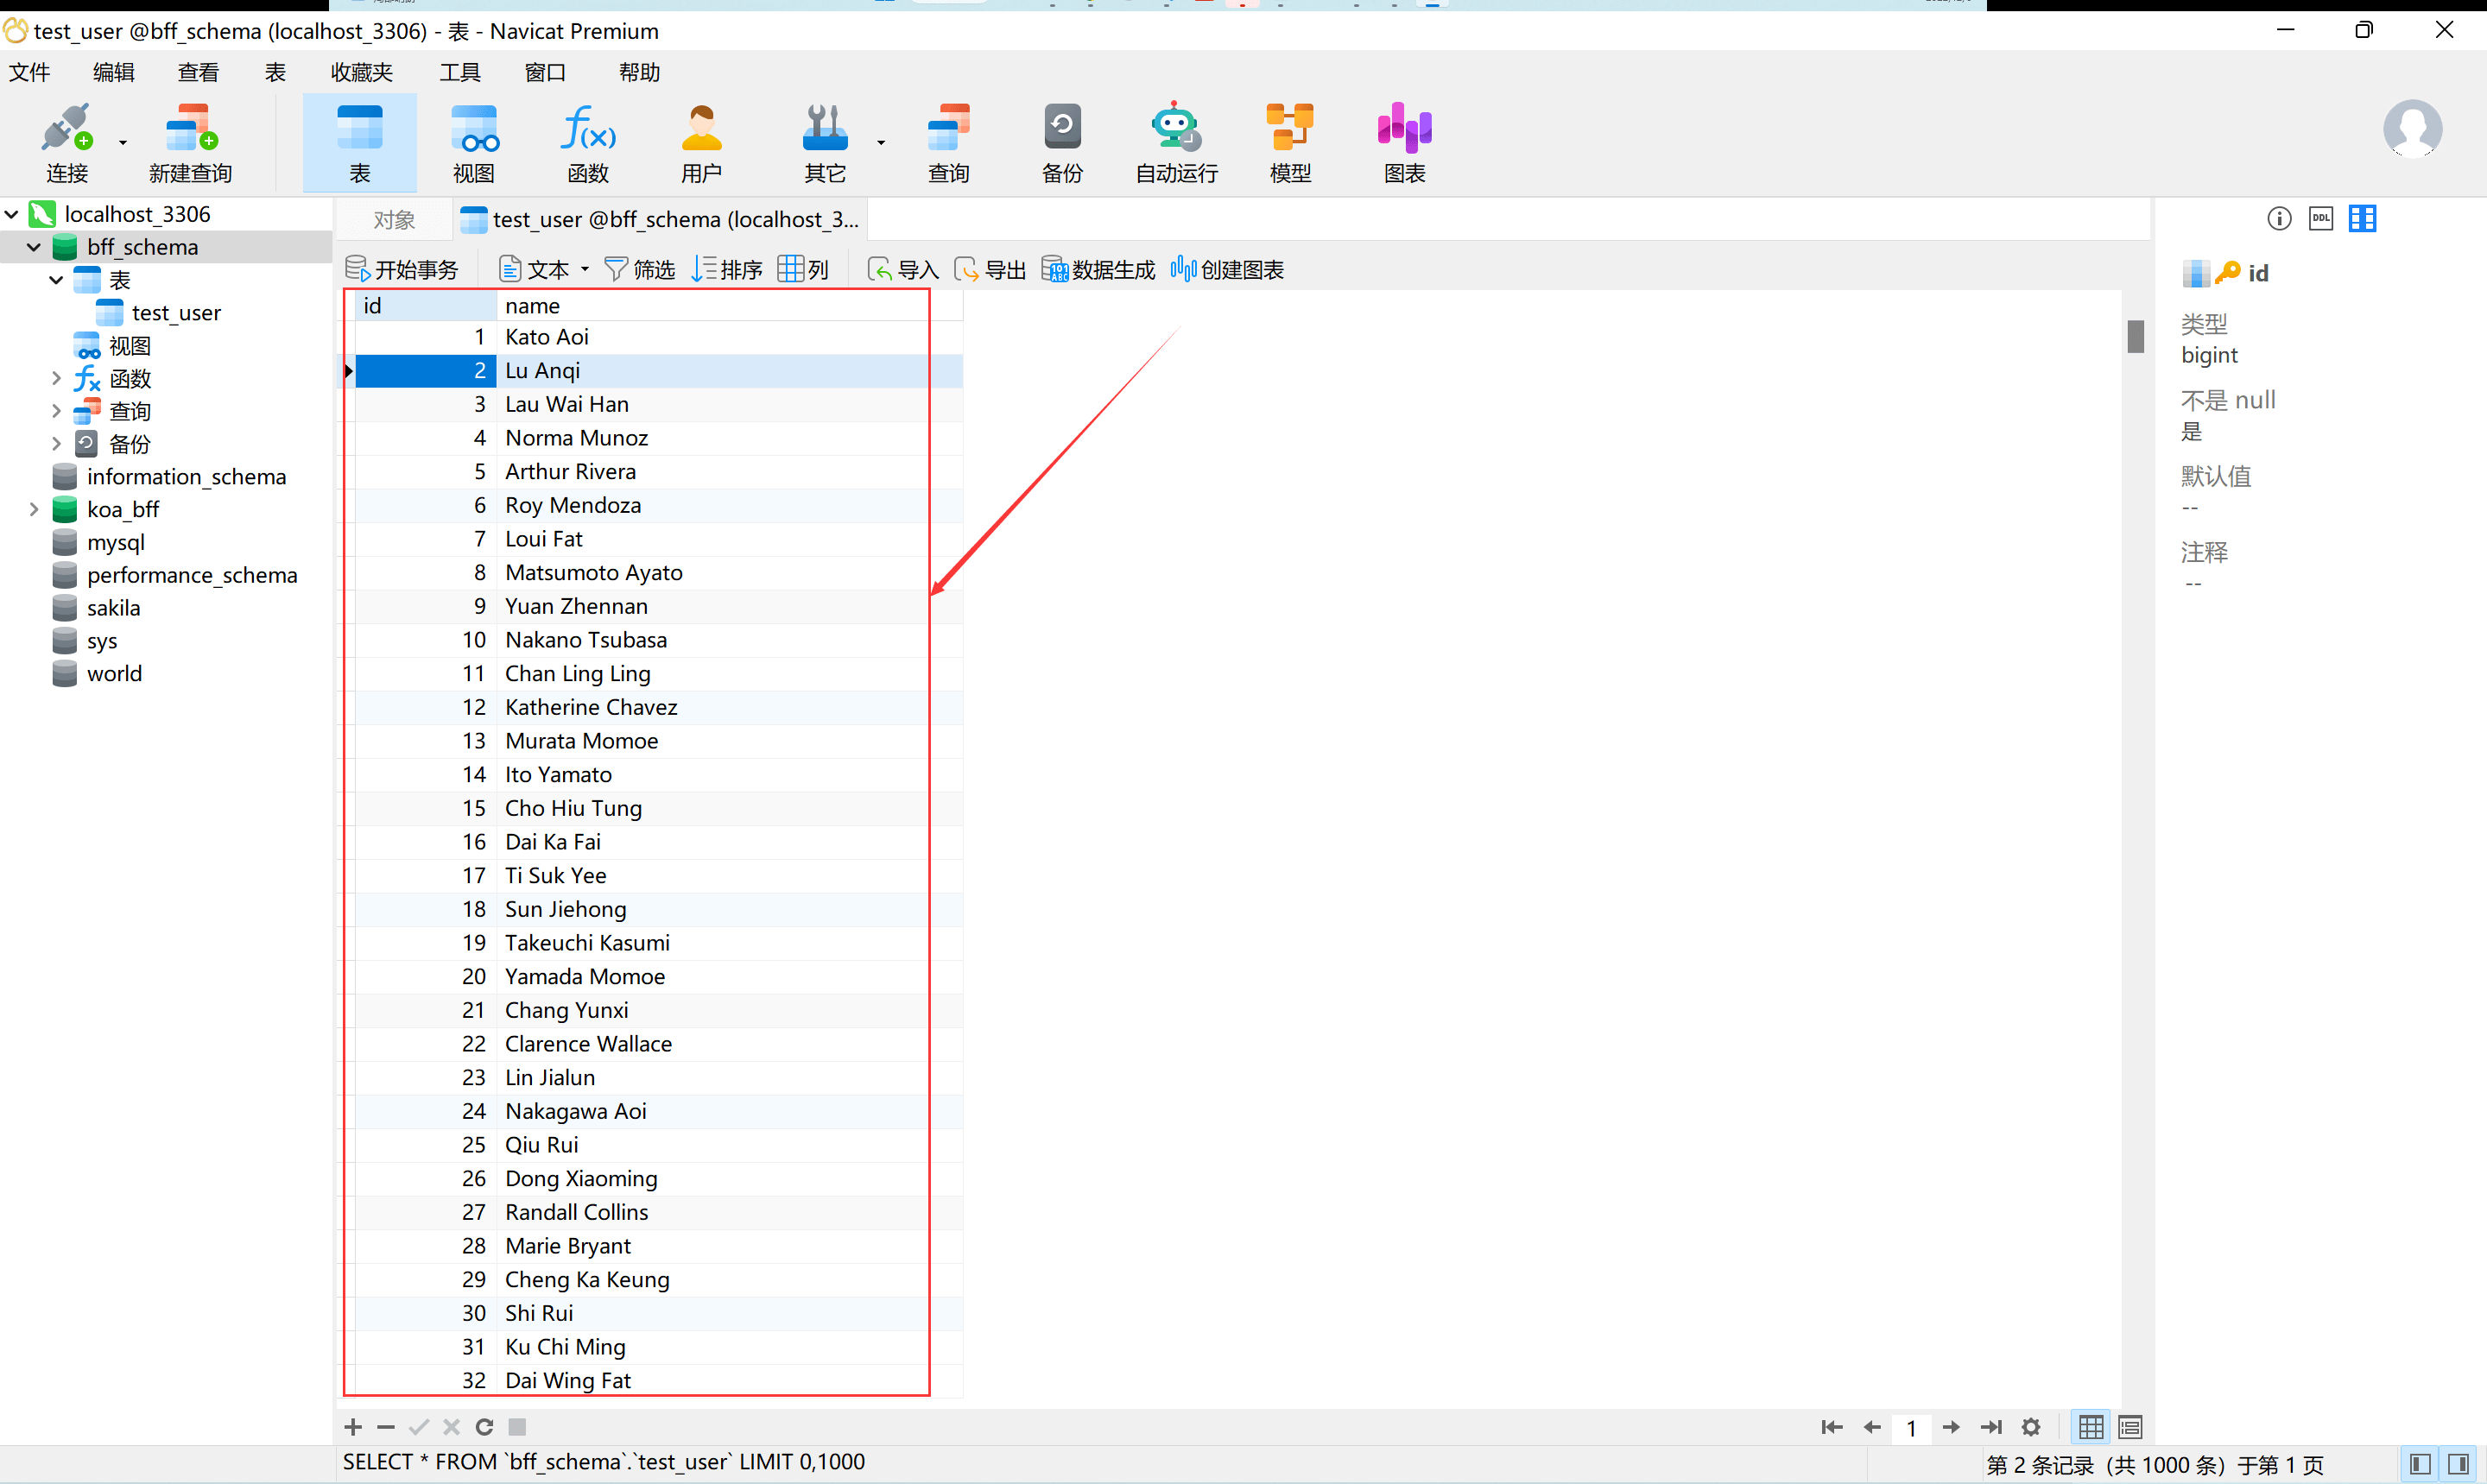 test_user @bff_schema (localhost_3306) - 表 - Navicat Premium
文件 编辑 查看 表 收藏夹 工具 窗口 帮助
连接 新建查询 表 视图 函数 用户 其它 查询 备份 自动运行 模型 图表
localhost_3306
bff_schema
表
test_user
视图
函数
查询
备份
information_schema
koa_bff
mysql
performance_schema
sakila
sys
world
对象 test_user @bff_schema (localhost_3...
开始事务 文本 筛选 排序 列 导入 导出 数据生成 创建图表
id name
1 Kato Aoi
2 Lu Anqi
3 Lau Wai Han
4 Norma Munoz
5 Arthur Rivera
6 Roy Mendoza
7 Loui Fat
8 Matsumoto Ayato
9 Yuan Zhennan
10 Nakano Tsubasa
11 Chan Ling Ling
12 Katherine Chavez
13 Murata Momoe
14 Ito Yamato
15 Cho Hiu Tung
16 Dai Ka Fai
17 Ti Suk Yee
18 Sun Jiehong
19 Takeuchi Kasumi
20 Yamada Momoe
21 Chang Yunxi
22 Clarence Wallace
23 Lin Jialun
24 Nakagawa Aoi
25 Qiu Rui
26 Dong Xiaoming
27 Randall Collins
28 Marie Bryant
29 Cheng Ka Keung
30 Shi Rui
31 Ku Chi Ming
32 Dai Wing Fat
DDL
id
类型
bigint
不是 null
是
默认值
--
注释
--
1
SELECT * FROM `bff_schema`.`test_user` LIMIT 0,1000
第 2 条记录（共 1000 条）于第 1 页